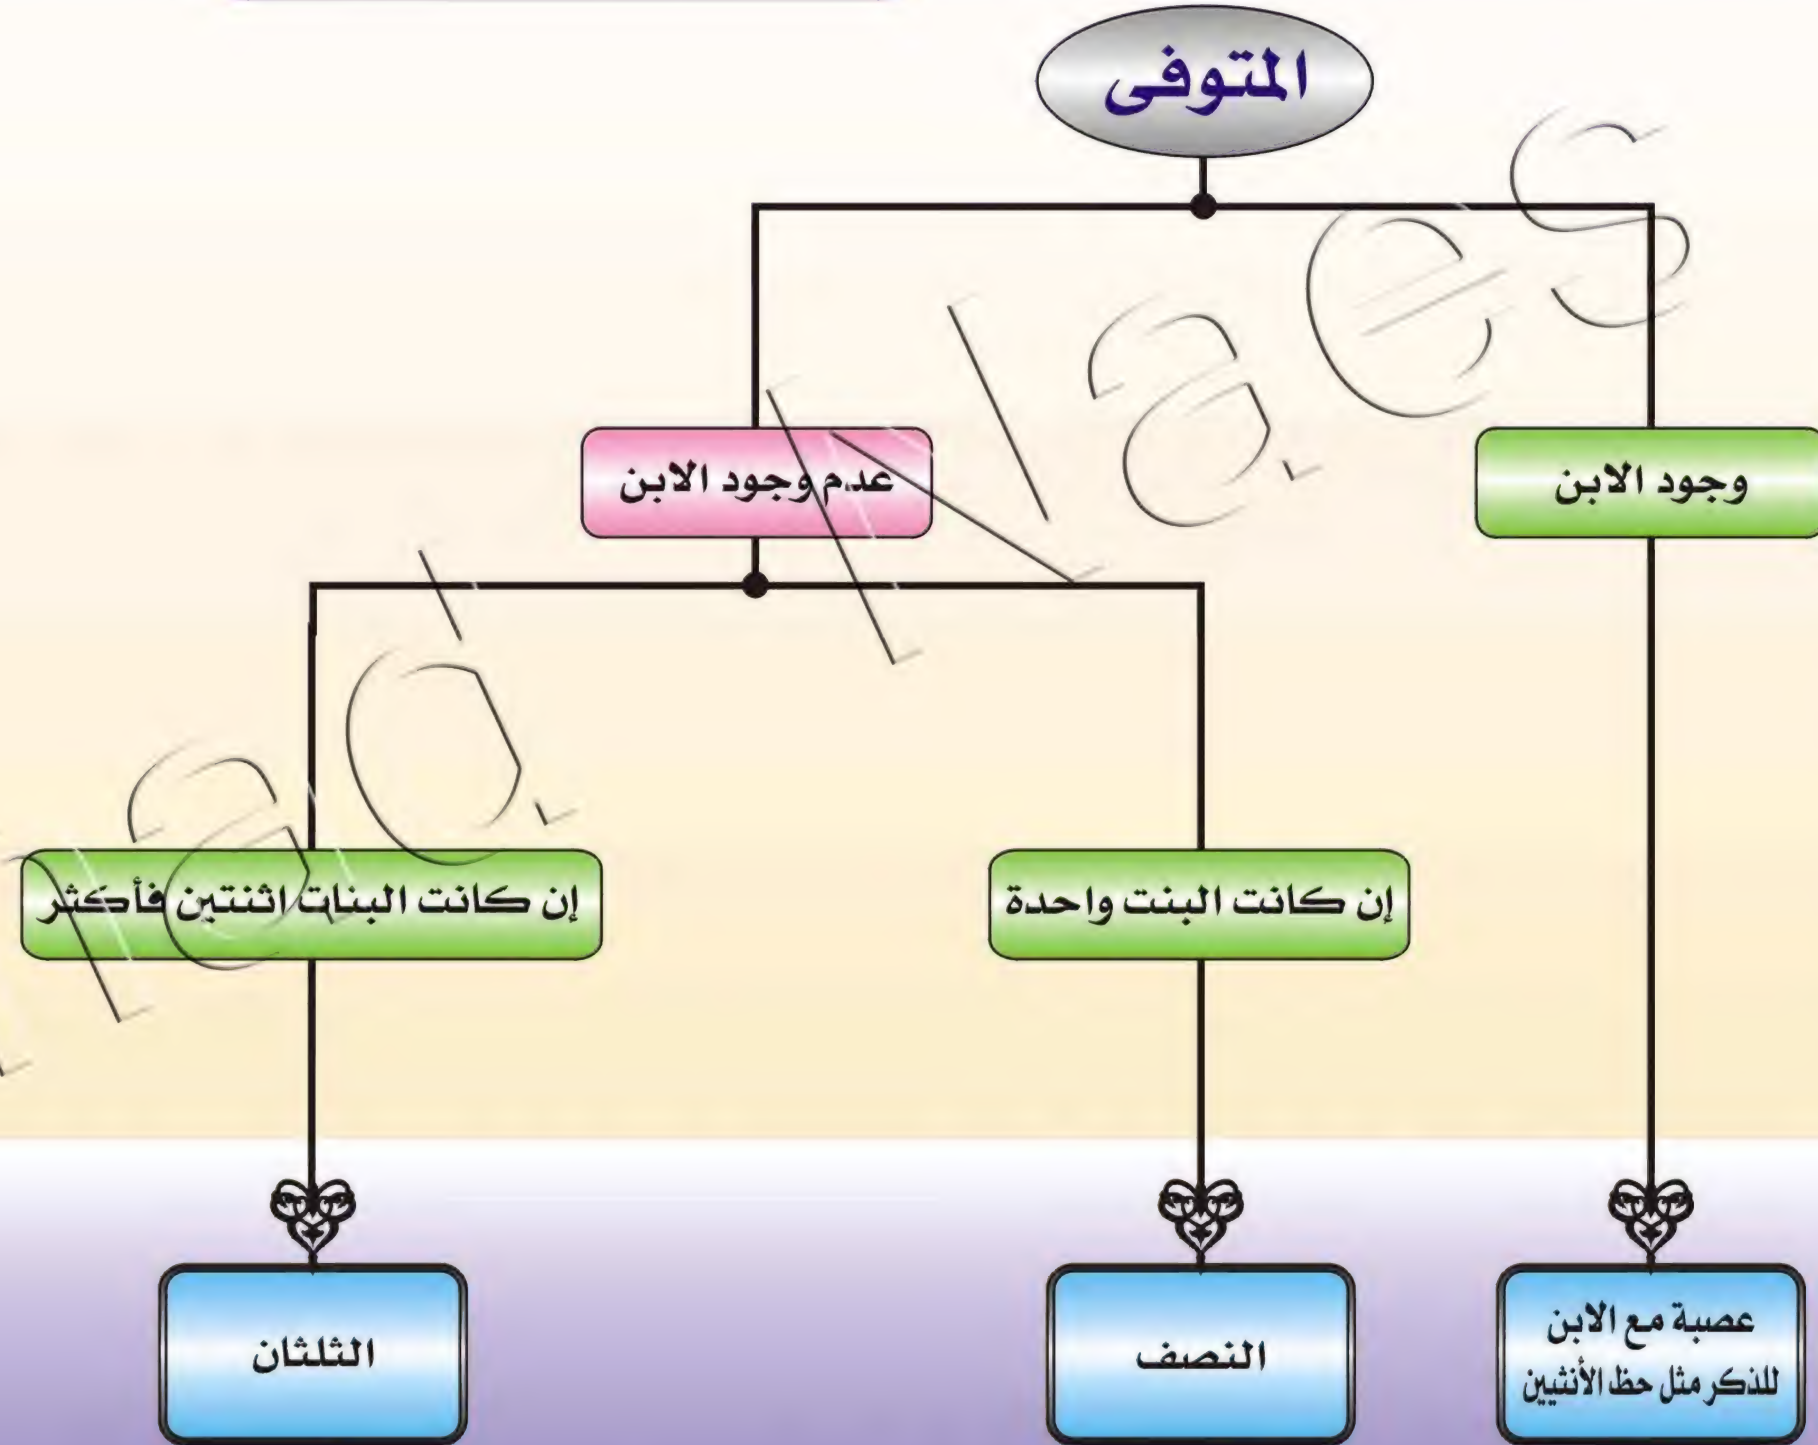 المتوفى
وجود الابن
عدم وجود الابن
إن كانت البنت واحدة
إن كانت البنات اثنتين فأكثر
عصبة مع الابن
للذكر مثل حظ الأنثيين
النصف
الثلثان